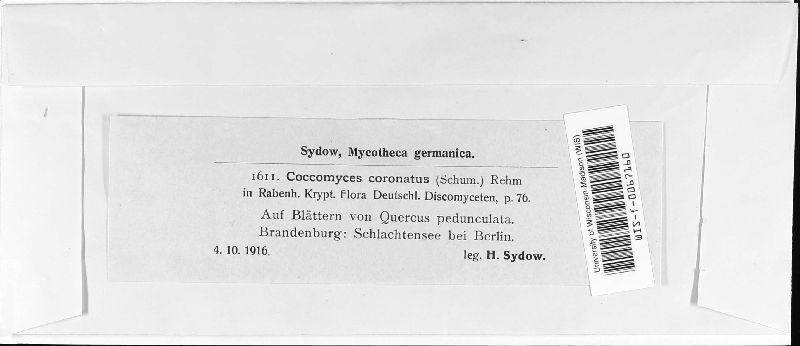 Sydow, Mycotheca germanica.
1611. Coccomyces coronatus (Schum.) Rehm
in Rabenh. Krypt. Flora Deutschl. Discomyceten, p. 76.
Auf Blättern von Quercus pedunculata.
Brandenburg: Schlachtensee bei Berlin.
4. 10. 1916. leg. H. Sydow.
University of Wisconsin-Madison (WIS)
WIS-f-0067160